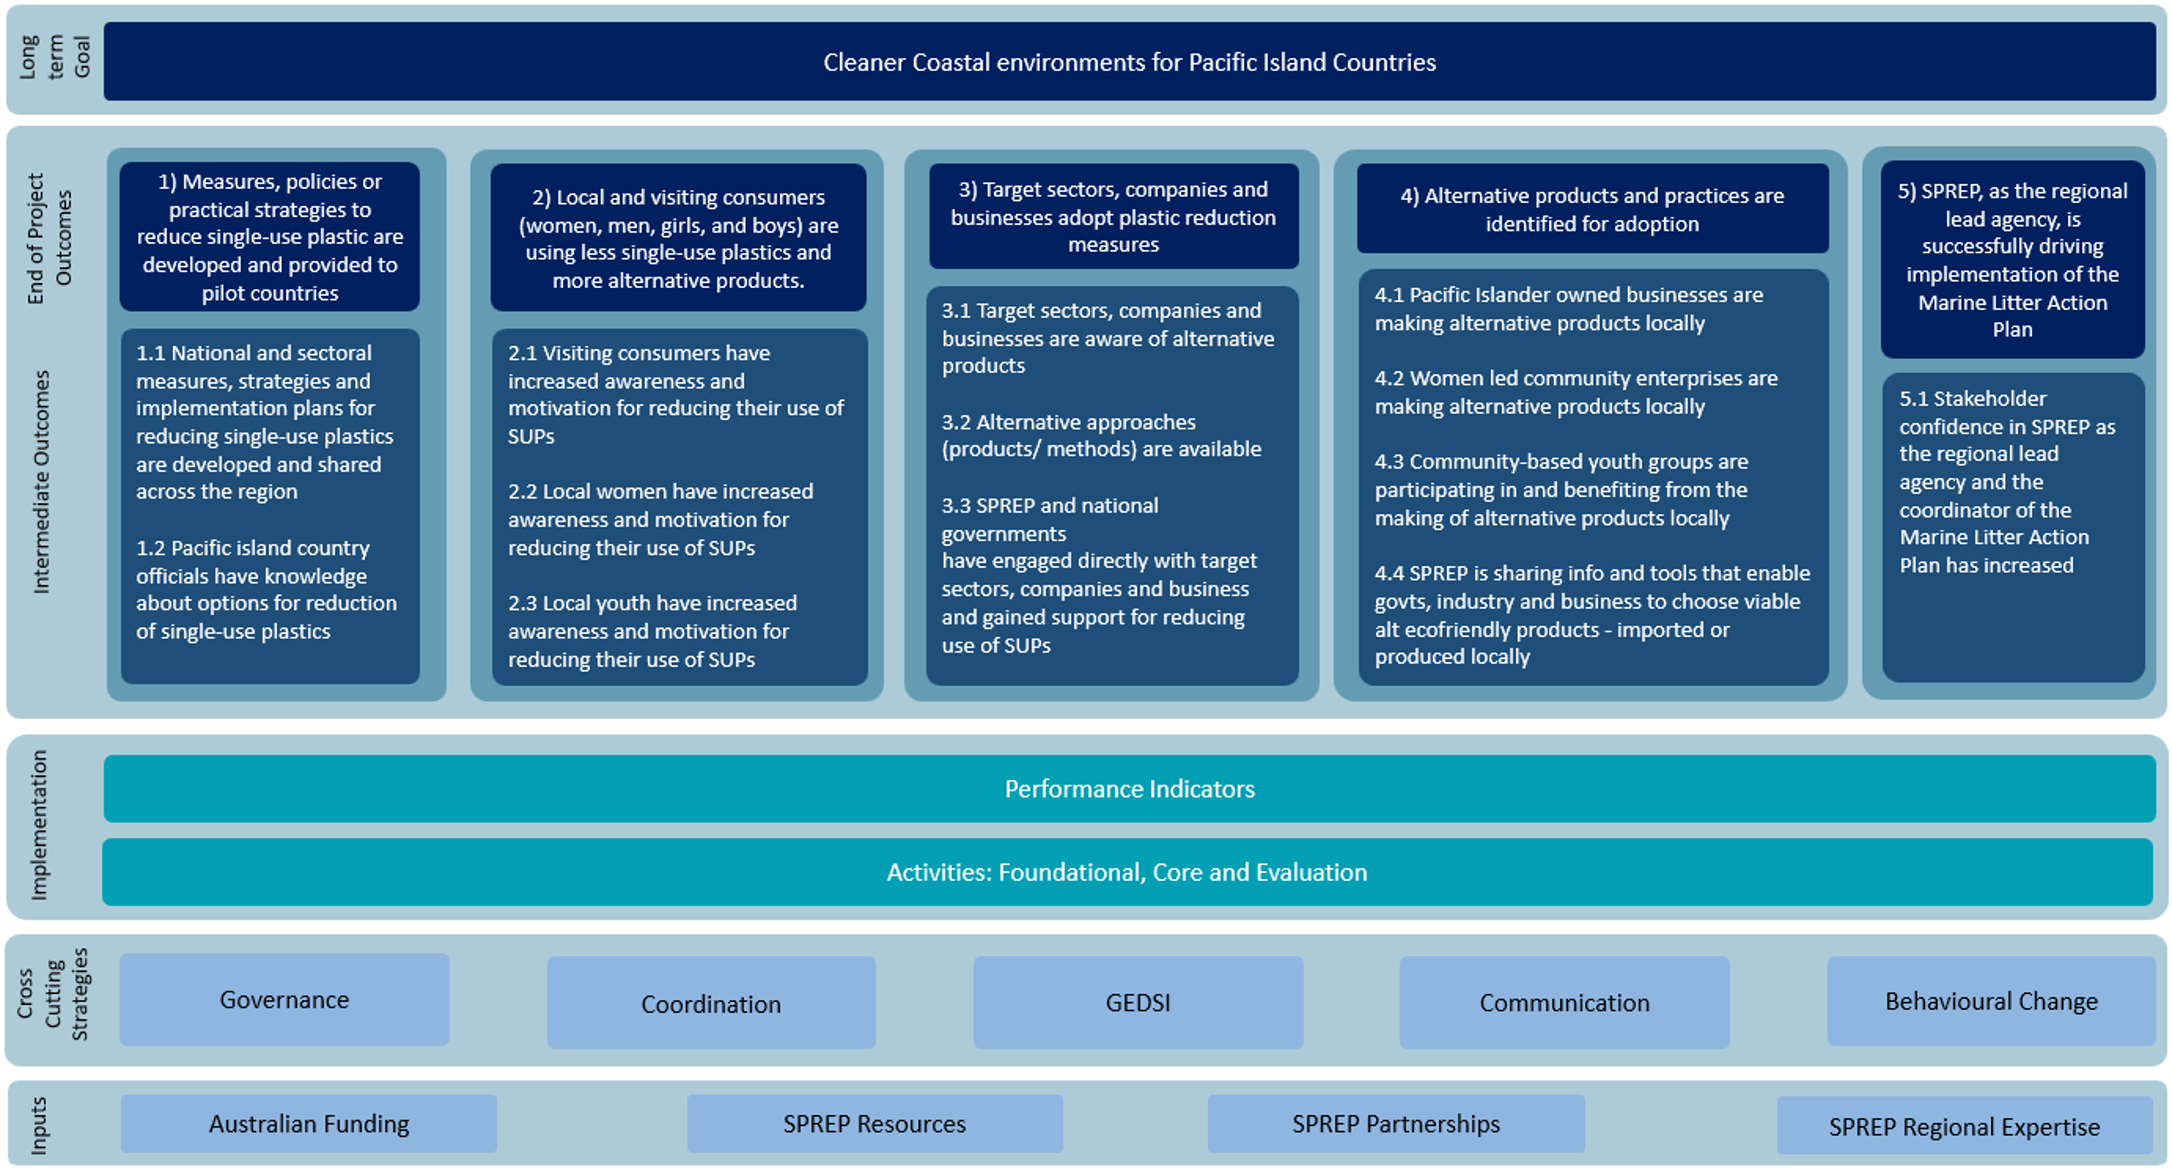 Long
term
Goal
Cleaner Coastal environments for Pacific Island Countries
End of Project
Outcomes
1) Measures, policies or
practical strategies to
reduce single-use plastic are
developed and provided to
pilot countries
2) Local and visiting consumers
(women, men, girls, and boys) are
using less single-use plastics and
more alternative products.
3) Target sectors, companies and
businesses adopt plastic reduction
measures
4) Alternative products and practices are
identified for adoption
5) SPREP, as the regional
lead agency, is
successfully driving
implementation of the
Marine Litter Action
Plan
Intermediate Outcomes
1.1 National and sectoral
measures, strategies and
implementation plans for
reducing single-use plastics
are developed and shared
across the region
1.2 Pacific island country
officials have knowledge
about options for reduction
of single-use plastics
2.1 Visiting consumers have
increased awareness and
motivation for reducing their use of
SUPs
2.2 Local women have increased
awareness and motivation for
reducing their use of SUPs
2.3 Local youth have increased
awareness and motivation for
reducing their use of SUPs
3.1 Target sectors, companies and
businesses are aware of alternative
products
3.2 Alternative approaches
(products/ methods) are available
3.3 SPREP and national
governments
have engaged directly with target
sectors, companies and business
and gained support for reducing
use of SUPs
4.1 Pacific Islander owned businesses are
making alternative products locally
4.2 Women led community enterprises are
making alternative products locally
4.3 Community-based youth groups are
participating in and benefiting from the
making of alternative products locally
4.4 SPREP is sharing info and tools that enable
govts, industry and business to choose viable
alt ecofriendly products - imported or
produced locally
5.1 Stakeholder
confidence in SPREP as
the regional lead
agency and the
coordinator of the
Marine Litter Action
Plan has increased
Implementation
Performance Indicators
Activities: Foundational, Core and Evaluation
Cross
Cutting
Strategies
Governance
Coordination
GEDSI
Communication
Behavioural Change
Inputs
Australian Funding
SPREP Resources
SPREP Partnerships
SPREP Regional Expertise